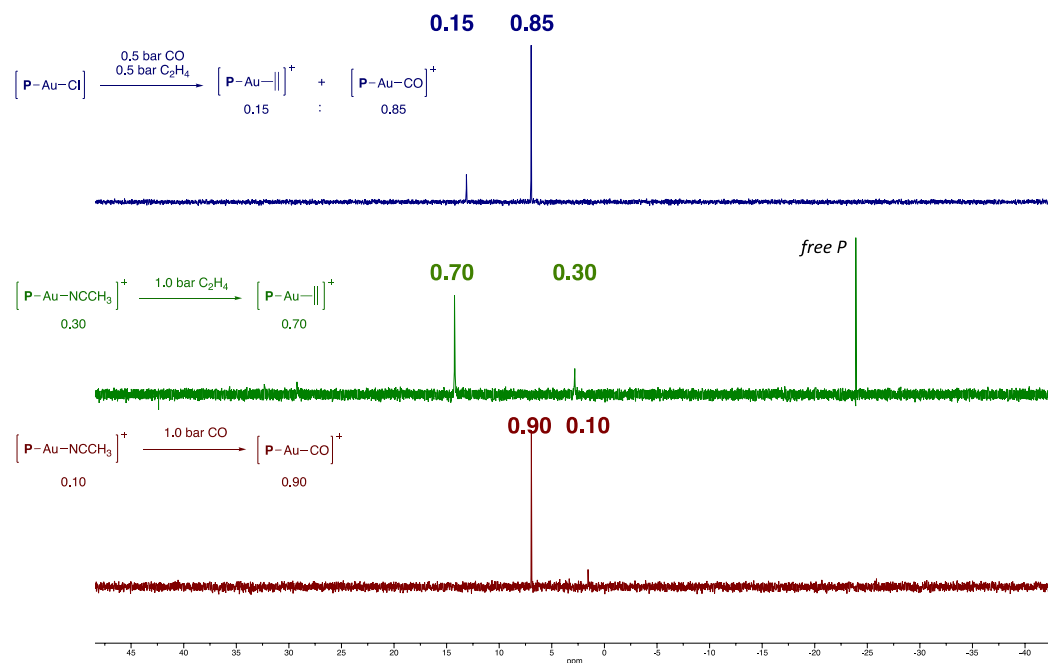 0.15 0.85
0.5 bar CO
0.5 bar C2H4
[P-Au-Cl] [P-Au-||]+ + [P-Au-CO]+
0.15 : 0.85
free P
0.70 0.30
1.0 bar C2H4
[P-Au-NCCH3]+ [P-Au-||]+
0.30 0.70
0.90 0.10
1.0 bar CO
[P-Au-NCCH3]+ [P-Au-CO]+
0.10 0.90
45 40 35 30 25 20 15 10 5 0 -5 -10 -15 -20 -25 -30 -35 -40
ppm